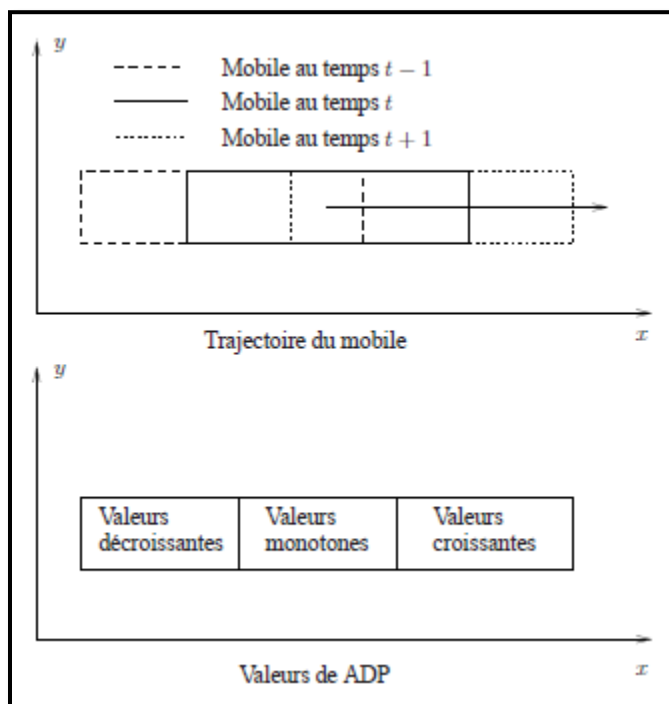 y
Mobile au temps t − 1
Mobile au temps t
Mobile au temps t + 1
x
Trajectoire du mobile
y
Valeurs décroissantes
Valeurs monotones
Valeurs croissantes
x
Valeurs de ADP